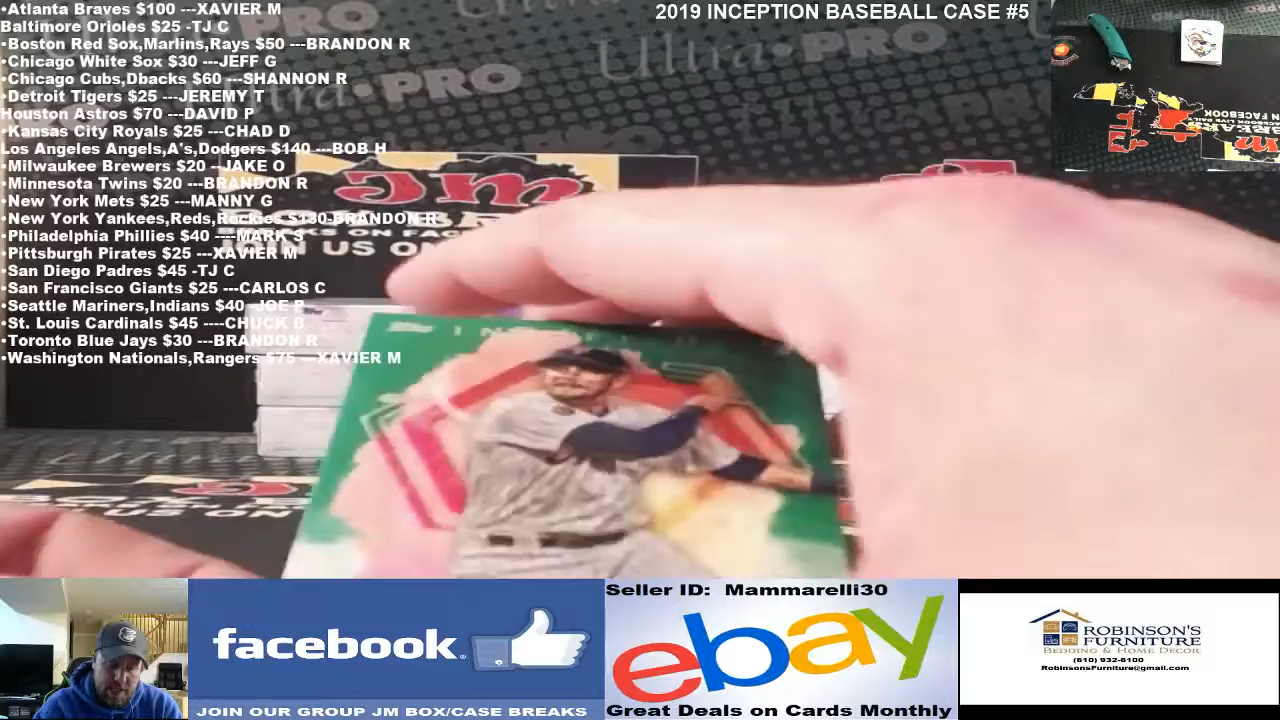 •Atlanta Braves $100 ---XAVIER M
Baltimore Orioles $25 -TJ C
•Boston Red Sox,Marlins,Rays $50 ---BRANDON R
•Chicago White Sox $30 ---JEFF G
•Chicago Cubs,Dbacks $60 ---SHANNON R
•Detroit Tigers $25 ---JEREMY T
Houston Astros $70 ---DAVID P
•Kansas City Royals $25 ---CHAD D
Los Angeles Angels,A's,Dodgers $140 ---BOB H
•Milwaukee Brewers $20 --JAKE O
•Minnesota Twins $20 ---BRANDON R
•New York Mets $25 ---MANNY G
•New York Yankees,Reds,Rockies $130-BRANDON R
•Philadelphia Phillies $40 ----MARK S
•Pittsburgh Pirates $25 ---XAVIER M
•San Diego Padres $45 -TJ C
•San Francisco Giants $25 ---CARLOS C
•Seattle Mariners,Indians $40 -JOE
•St. Louis Cardinals $45 ----CHUCK B
•Toronto Blue Jays $30 ---BRANDON R
•Washington Nationals,Rangers $75 ---XAVIER M
2019 INCEPTION BASEBALL CASE #5
Ultra•PRO
PRO
JM
JOIN US ON
facebook
JOIN OUR GROUP JM BOX/CASE BREAKS
Seller ID: Mammarelli30
ebay
Great Deals on Cards Monthly
ROBINSON'S
FURNITURE
BEDDING & HOME DECOR
(610) 932-6100
RobinsonsFurniture@gmail.com